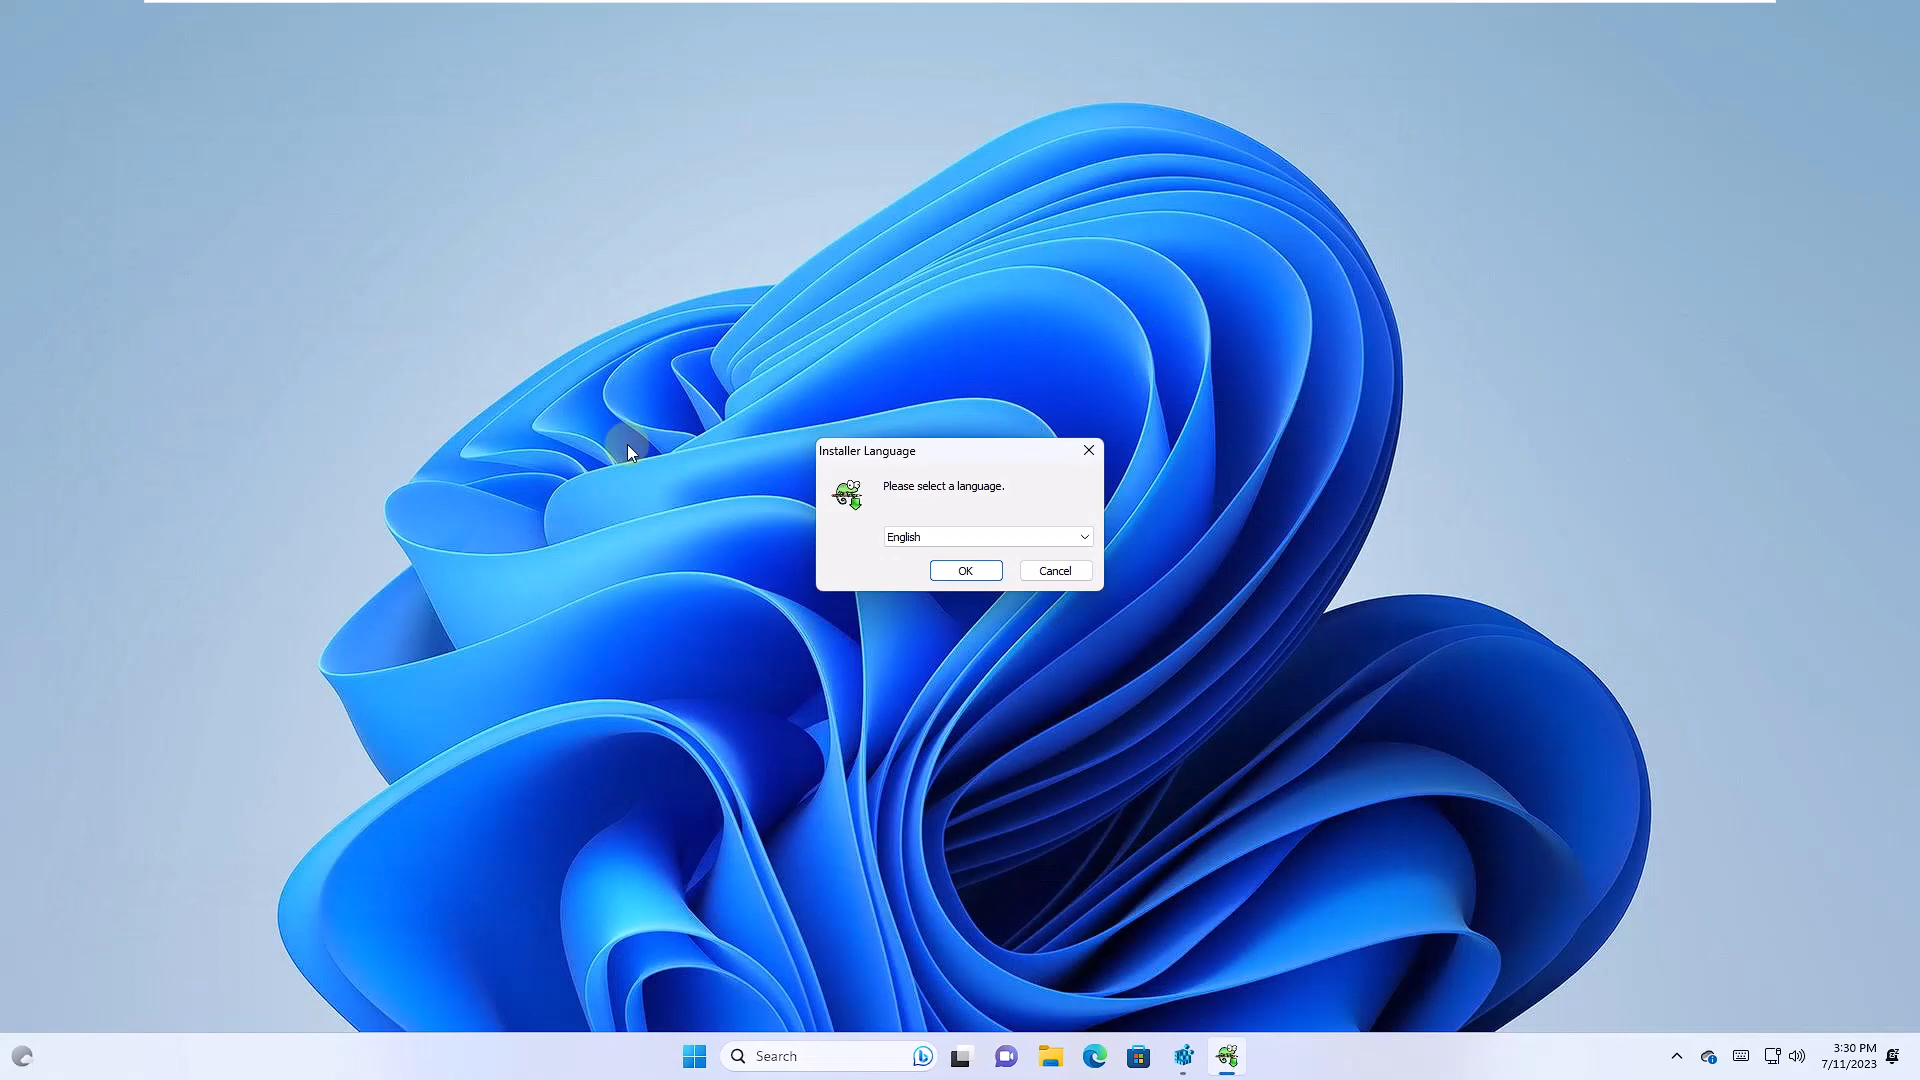 Installer Language
Please select a language.
English
OK
Cancel
Search
3:30 PM
7/11/2023